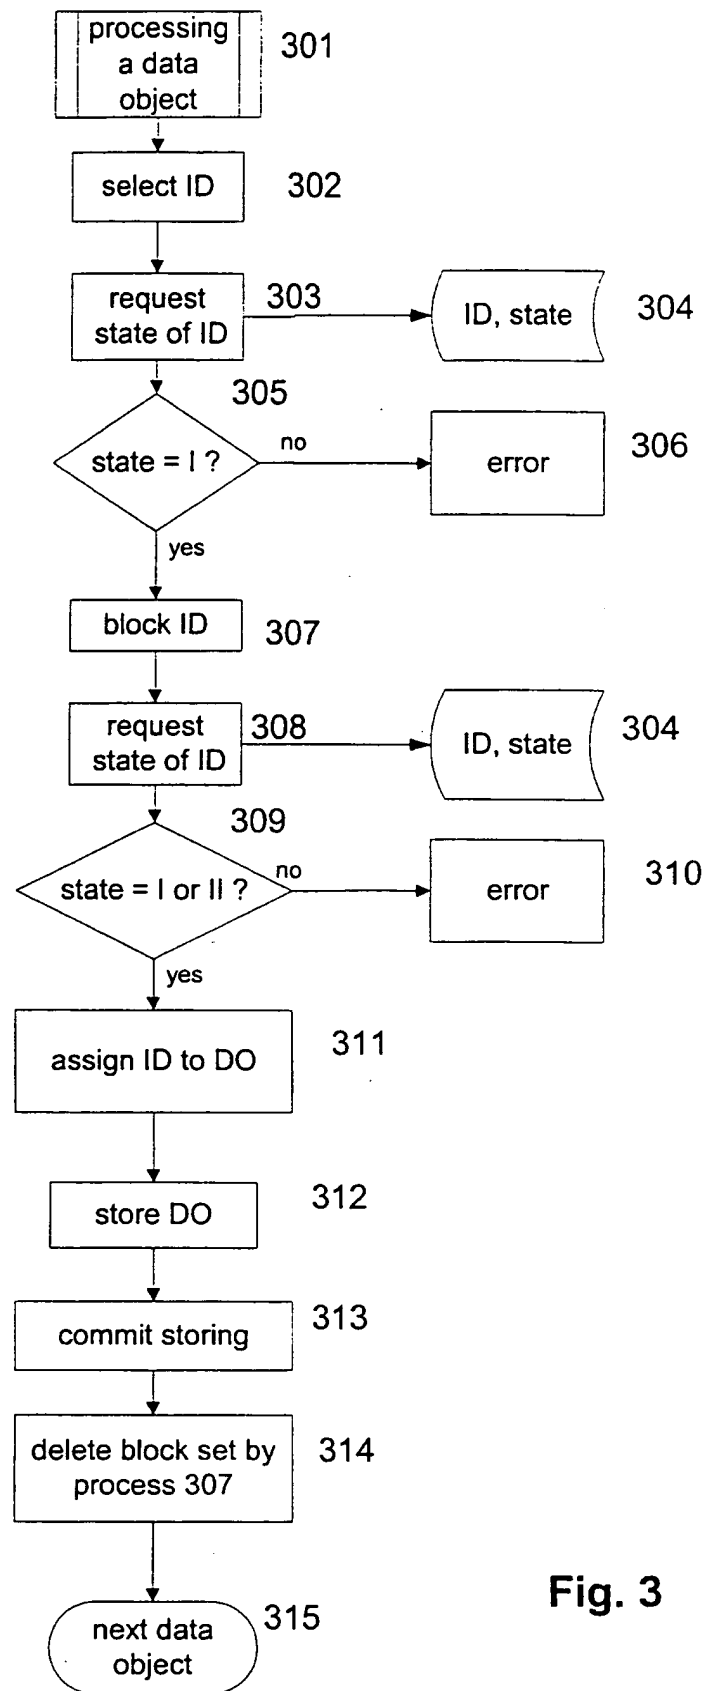 processing
a data
object
301
select ID
302
request
state of ID
303
ID, state
304
305
state = I ?
no
error
306
yes
block ID
307
request
state of ID
308
ID, state
304
309
state = I or II ?
no
error
310
yes
assign ID to DO
311
store DO
312
commit storing
313
delete block set by
process 307
314
next data
object
315
Fig. 3